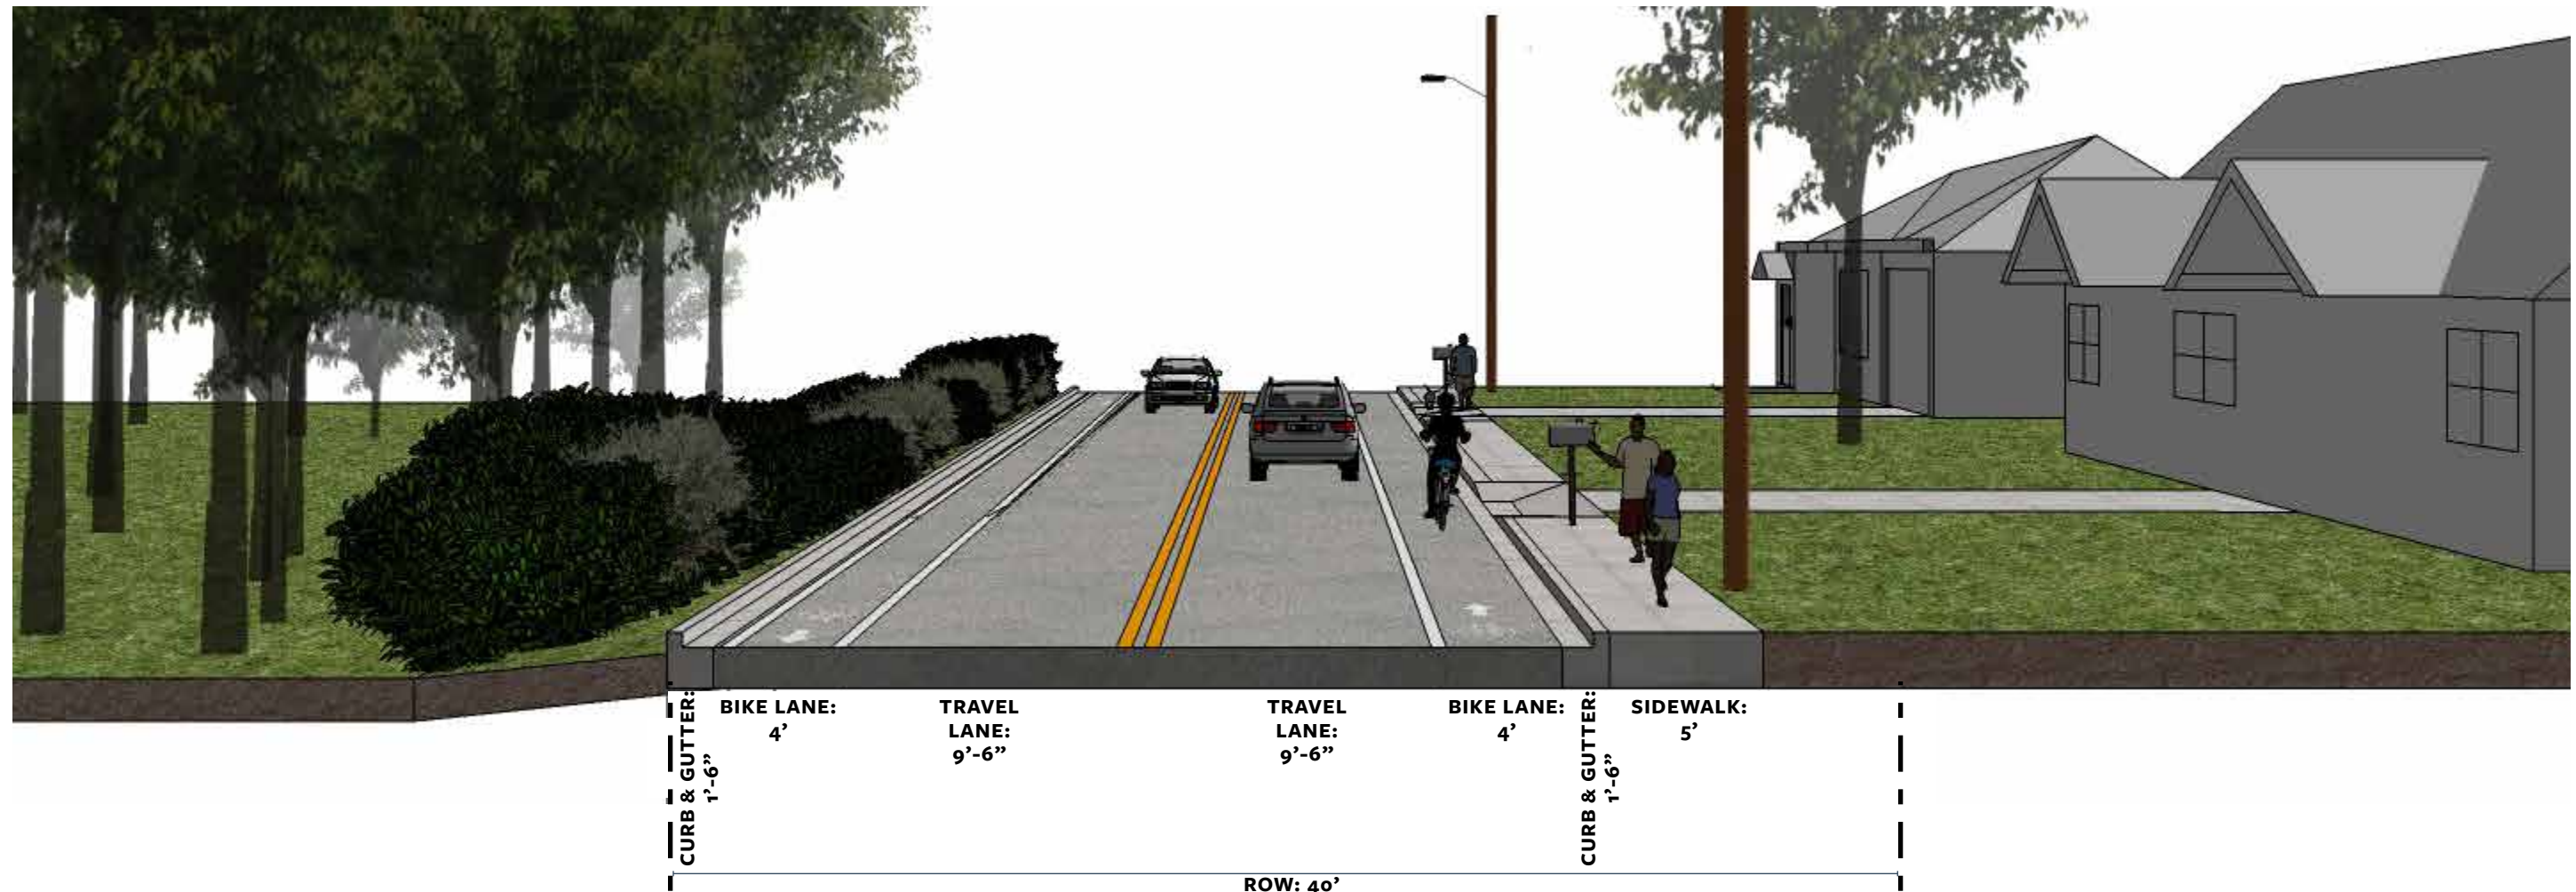 CURB & GUTTER:
1’-6”
BIKE LANE:
4’
TRAVEL
LANE:
9’-6”
TRAVEL
LANE:
9’-6”
BIKE LANE:
4’
CURB & GUTTER:
1’-6”
SIDEWALK:
5’
ROW: 40’